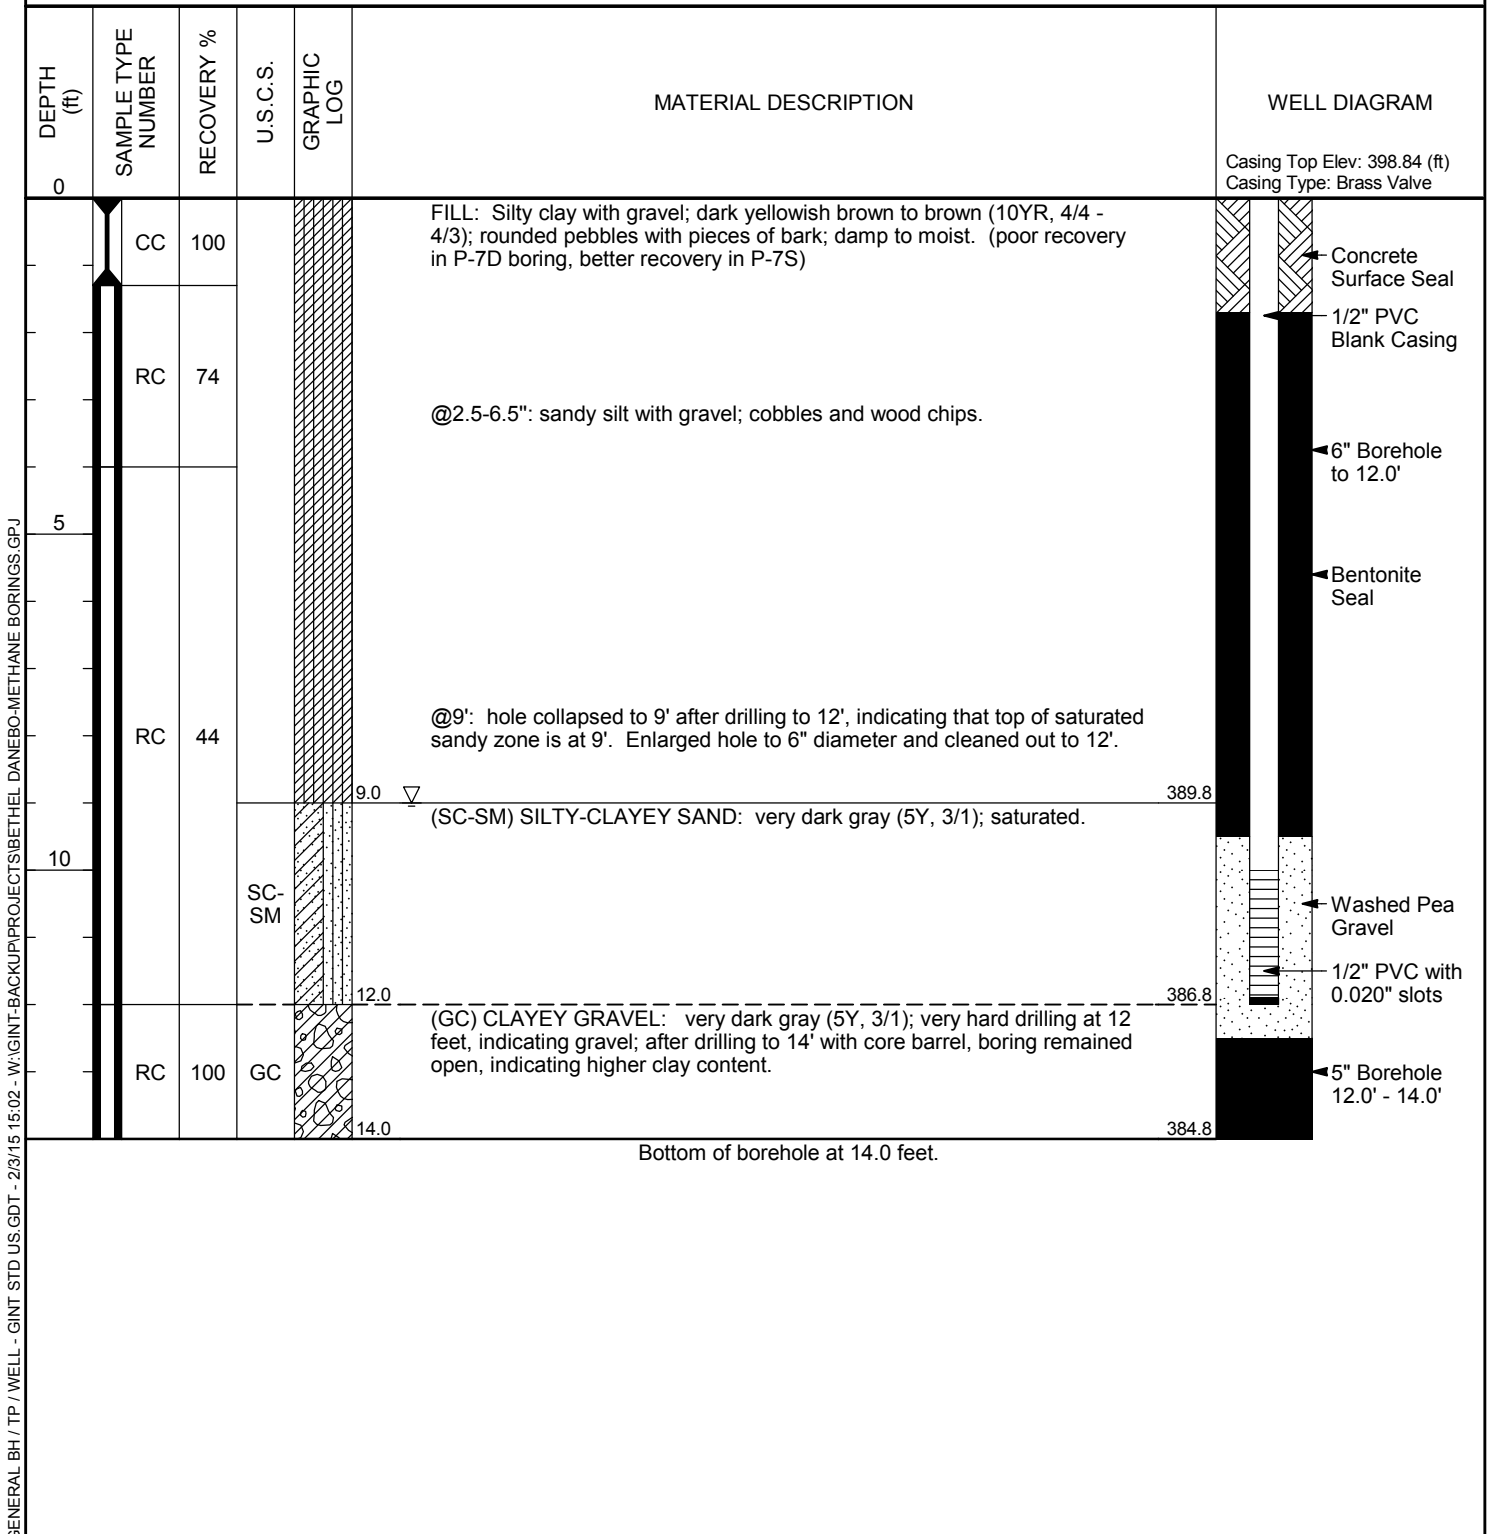 DEPTH
(ft)
SAMPLE TYPE
NUMBER
RECOVERY %
U.S.C.S.
GRAPHIC
LOG
MATERIAL DESCRIPTION
WELL DIAGRAM
Casing Top Elev: 398.84 (ft)
Casing Type: Brass Valve
0
CC 100
FILL: Silty clay with gravel; dark yellowish brown to brown (10YR, 4/4 -
4/3); rounded pebbles with pieces of bark; damp to moist. (poor recovery
in P-7D boring, better recovery in P-7S)
Concrete
Surface Seal
1/2" PVC
Blank Casing
RC 74
@2.5-6.5": sandy silt with gravel; cobbles and wood chips.
6" Borehole
to 12.0'
5
Bentonite
Seal
@9': hole collapsed to 9' after drilling to 12', indicating that top of saturated
sandy zone is at 9'. Enlarged hole to 6" diameter and cleaned out to 12'.
RC 44
9.0 389.8
(SC-SM) SILTY-CLAYEY SAND: very dark gray (5Y, 3/1); saturated.
10
SC-
SM
Washed Pea
Gravel
1/2" PVC with
0.020" slots
12.0 386.8
(GC) CLAYEY GRAVEL: very dark gray (5Y, 3/1); very hard drilling at 12
feet, indicating gravel; after drilling to 14' with core barrel, boring remained
open, indicating higher clay content.
RC 100 GC
5" Borehole
12.0' - 14.0'
14.0 384.8
Bottom of borehole at 14.0 feet.
GENERAL BH / TP / WELL - GINT STD US.GDT - 2/3/15 15:02 - W:\GINT-BACKUP\PROJECTS\BETHEL DANEBO-METHANE BORINGS.GPJ